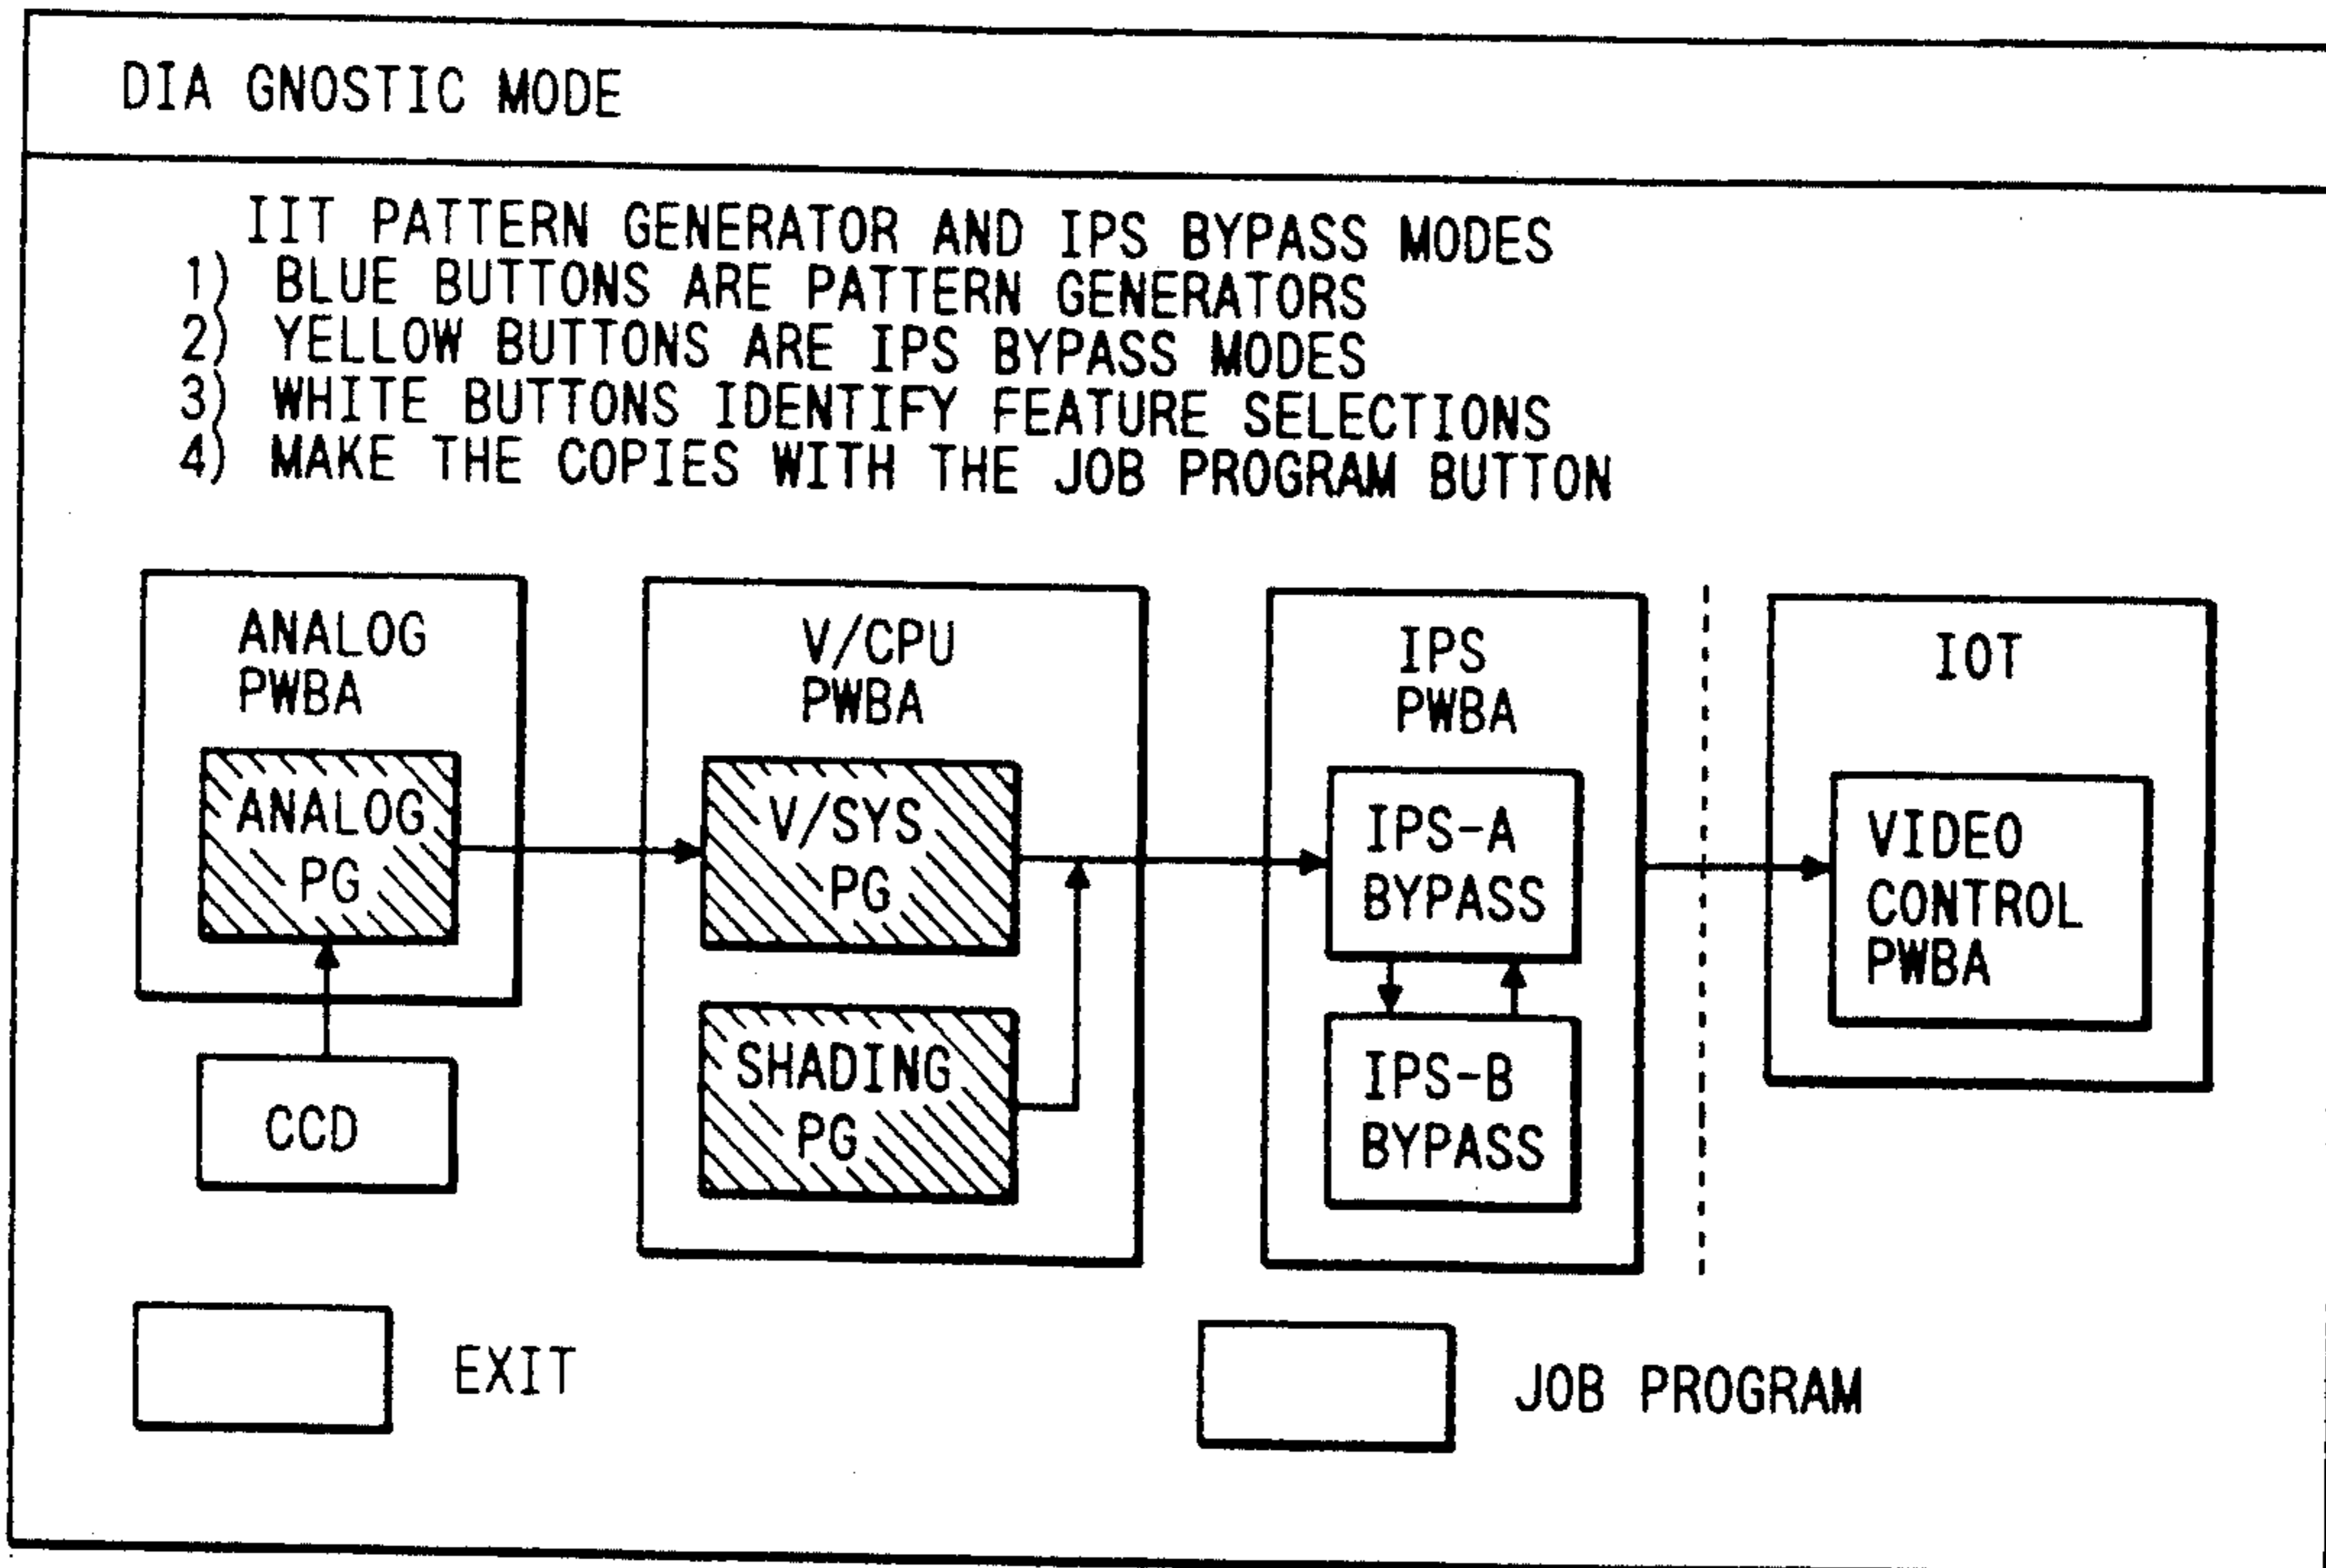 DIA GNOSTIC MODE
IIT PATTERN GENERATOR AND IPS BYPASS MODES
1) BLUE BUTTONS ARE PATTERN GENERATORS
2) YELLOW BUTTONS ARE IPS BYPASS MODES
3) WHITE BUTTONS IDENTIFY FEATURE SELECTIONS
4) MAKE THE COPIES WITH THE JOB PROGRAM BUTTON
ANALOG
PWBA
ANALOG
PG
CCD
V/CPU
PWBA
V/SYS
PG
SHADING
PG
IPS
PWBA
IPS-A
BYPASS
IPS-B
BYPASS
IOT
VIDEO
CONTROL
PWBA
EXIT
JOB PROGRAM